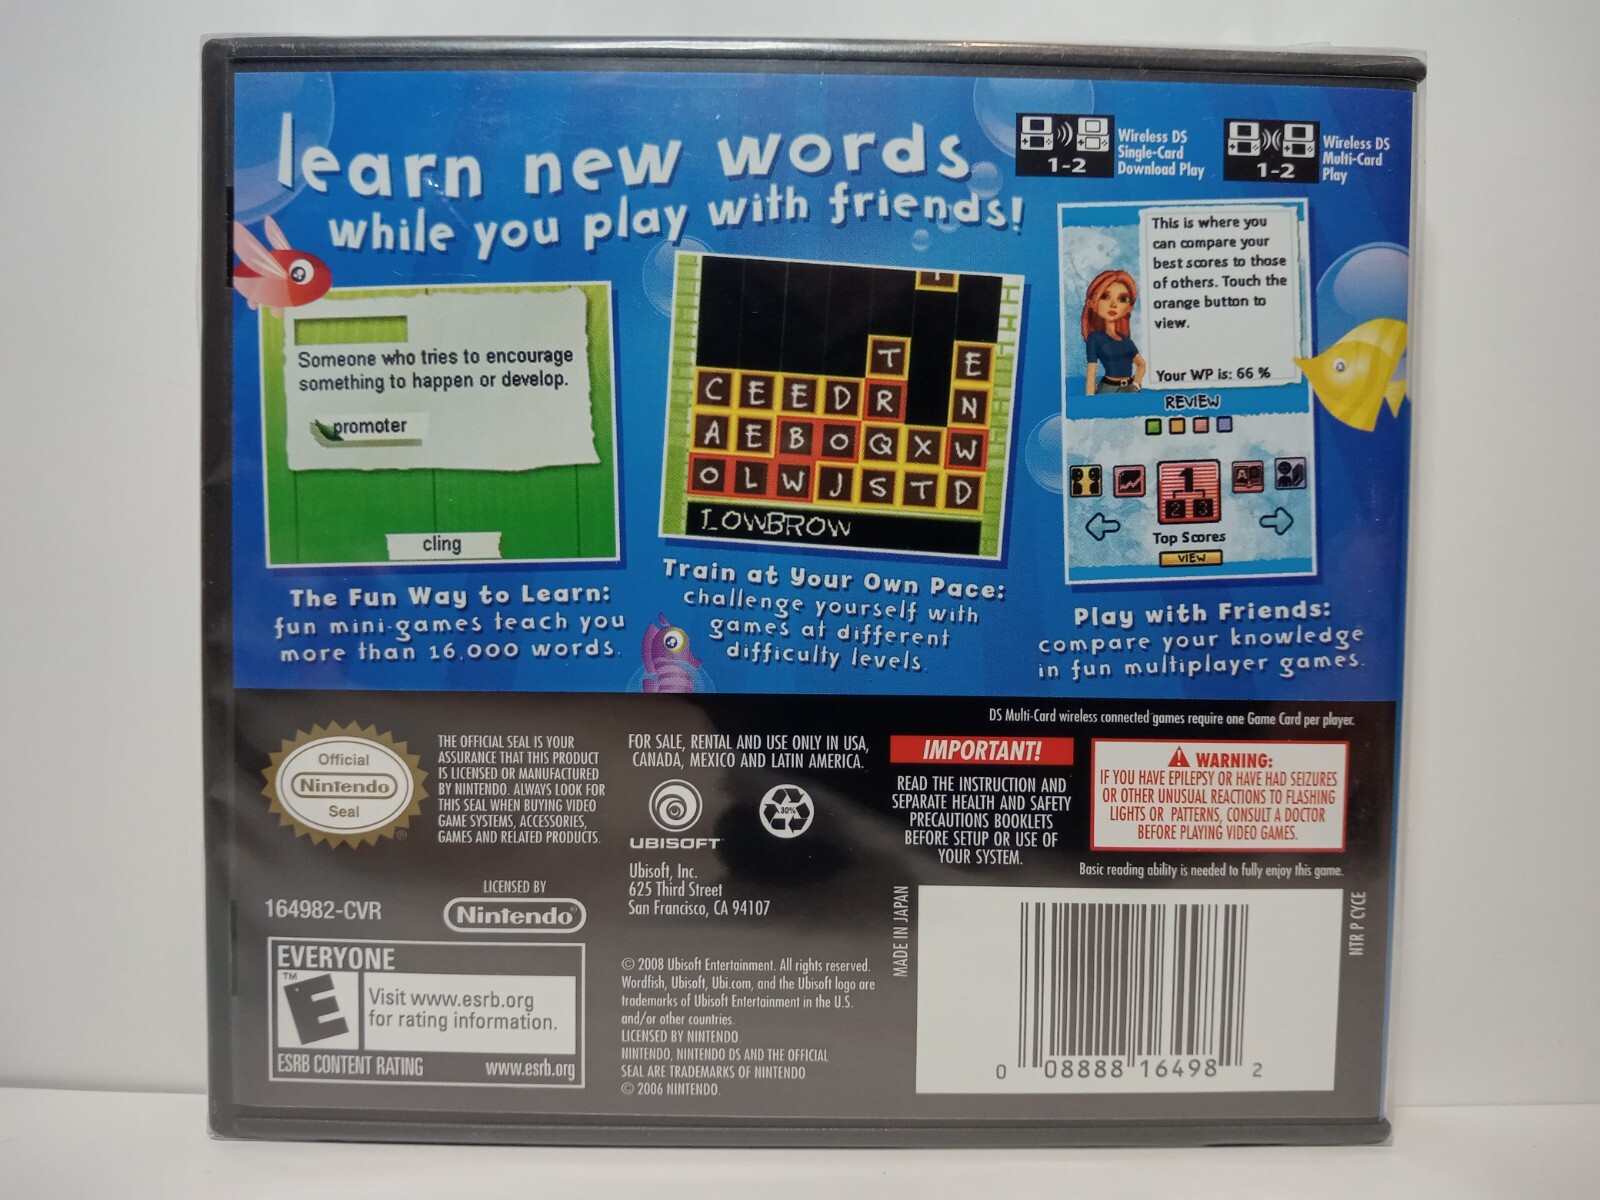 learn new words
while you play with friends!
1-2
Wireless DS
Single-Card
Download Play
1-2
Wireless DS
Multi-Card
Play
Someone who tries to encourage
something to happen or develop.
promoter
cling
T E
C E E D R N
A E B O Q X W
O L W J S T D
LOWBROW
This is where you
can compare your
best scores to those
of others. Touch the
orange button to
view.
Your WP is: 66 %
REVIEW
1
2 3
Top Scores
VIEW
The Fun Way to Learn:
fun mini-games teach you
more than 16,000 words.
Train at Your Own Pace:
challenge yourself with
games at different
difficulty levels.
Play with Friends:
compare your knowledge
in fun multiplayer games.
DS Multi-Card wireless connected games require one Game Card per player.
Official
Nintendo
Seal
®
THE OFFICIAL SEAL IS YOUR
ASSURANCE THAT THIS PRODUCT
IS LICENSED OR MANUFACTURED
BY NINTENDO. ALWAYS LOOK FOR
THIS SEAL WHEN BUYING VIDEO
GAME SYSTEMS, ACCESSORIES,
GAMES AND RELATED PRODUCTS.
FOR SALE, RENTAL AND USE ONLY IN USA,
CANADA, MEXICO AND LATIN AMERICA.
UBISOFT
30%
Ubisoft, Inc.
625 Third Street
San Francisco, CA 94107
IMPORTANT!
READ THE INSTRUCTION AND
SEPARATE HEALTH AND SAFETY
PRECAUTIONS BOOKLETS
BEFORE SETUP OR USE OF
YOUR SYSTEM.
WARNING:
IF YOU HAVE EPILEPSY OR HAVE HAD SEIZURES
OR OTHER UNUSUAL REACTIONS TO FLASHING
LIGHTS OR PATTERNS, CONSULT A DOCTOR
BEFORE PLAYING VIDEO GAMES.
Basic reading ability is needed to fully enjoy this game.
164982-CVR
LICENSED BY
Nintendo®
EVERYONE
E
TM
Visit www.esrb.org
for rating information.
ESRB CONTENT RATING www.esrb.org
© 2008 Ubisoft Entertainment. All rights reserved.
Wordfish, Ubisoft, Ubi.com, and the Ubisoft logo are
trademarks of Ubisoft Entertainment in the U.S.
and/or other countries.
LICENSED BY NINTENDO
NINTENDO, NINTENDO DS AND THE OFFICIAL
SEAL ARE TRADEMARKS OF NINTENDO
© 2006 NINTENDO.
MADE IN JAPAN
NTR P CYCE
0 08888 16498 2